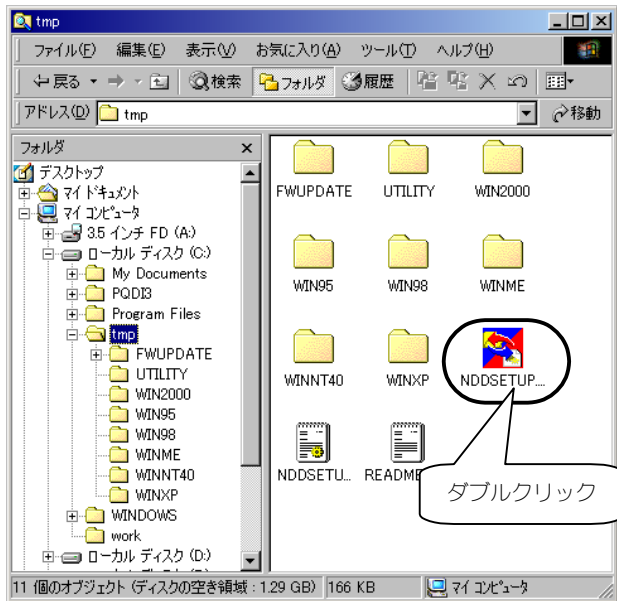 tmp
ファイル(F) 編集(E) 表示(V) お気に入り(A) ツール(T) ヘルプ(H)
戻る 検索 フォルダ 履歴
アドレス(D) tmp 移動
フォルダ
デスクトップ
マイ ドキュメント
マイ コンピュータ
3.5 インチ FD (A:)
ローカル ディスク (C:)
My Documents
PQDI3
Program Files
tmp
FWUPDATE
UTILITY
WIN2000
WIN95
WIN98
WINME
WINNT40
WINXP
WINDOWS
work
ローカル ディスク (D:)
FWUPDATE UTILITY WIN2000
WIN95 WIN98 WINME
WINNT40 WINXP NDDSETUP....
NDDSETU... README
ダブルクリック
11 個のオブジェクト (ディスクの空き領域 : 1.29 GB) 166 KB マイ コンピュータ